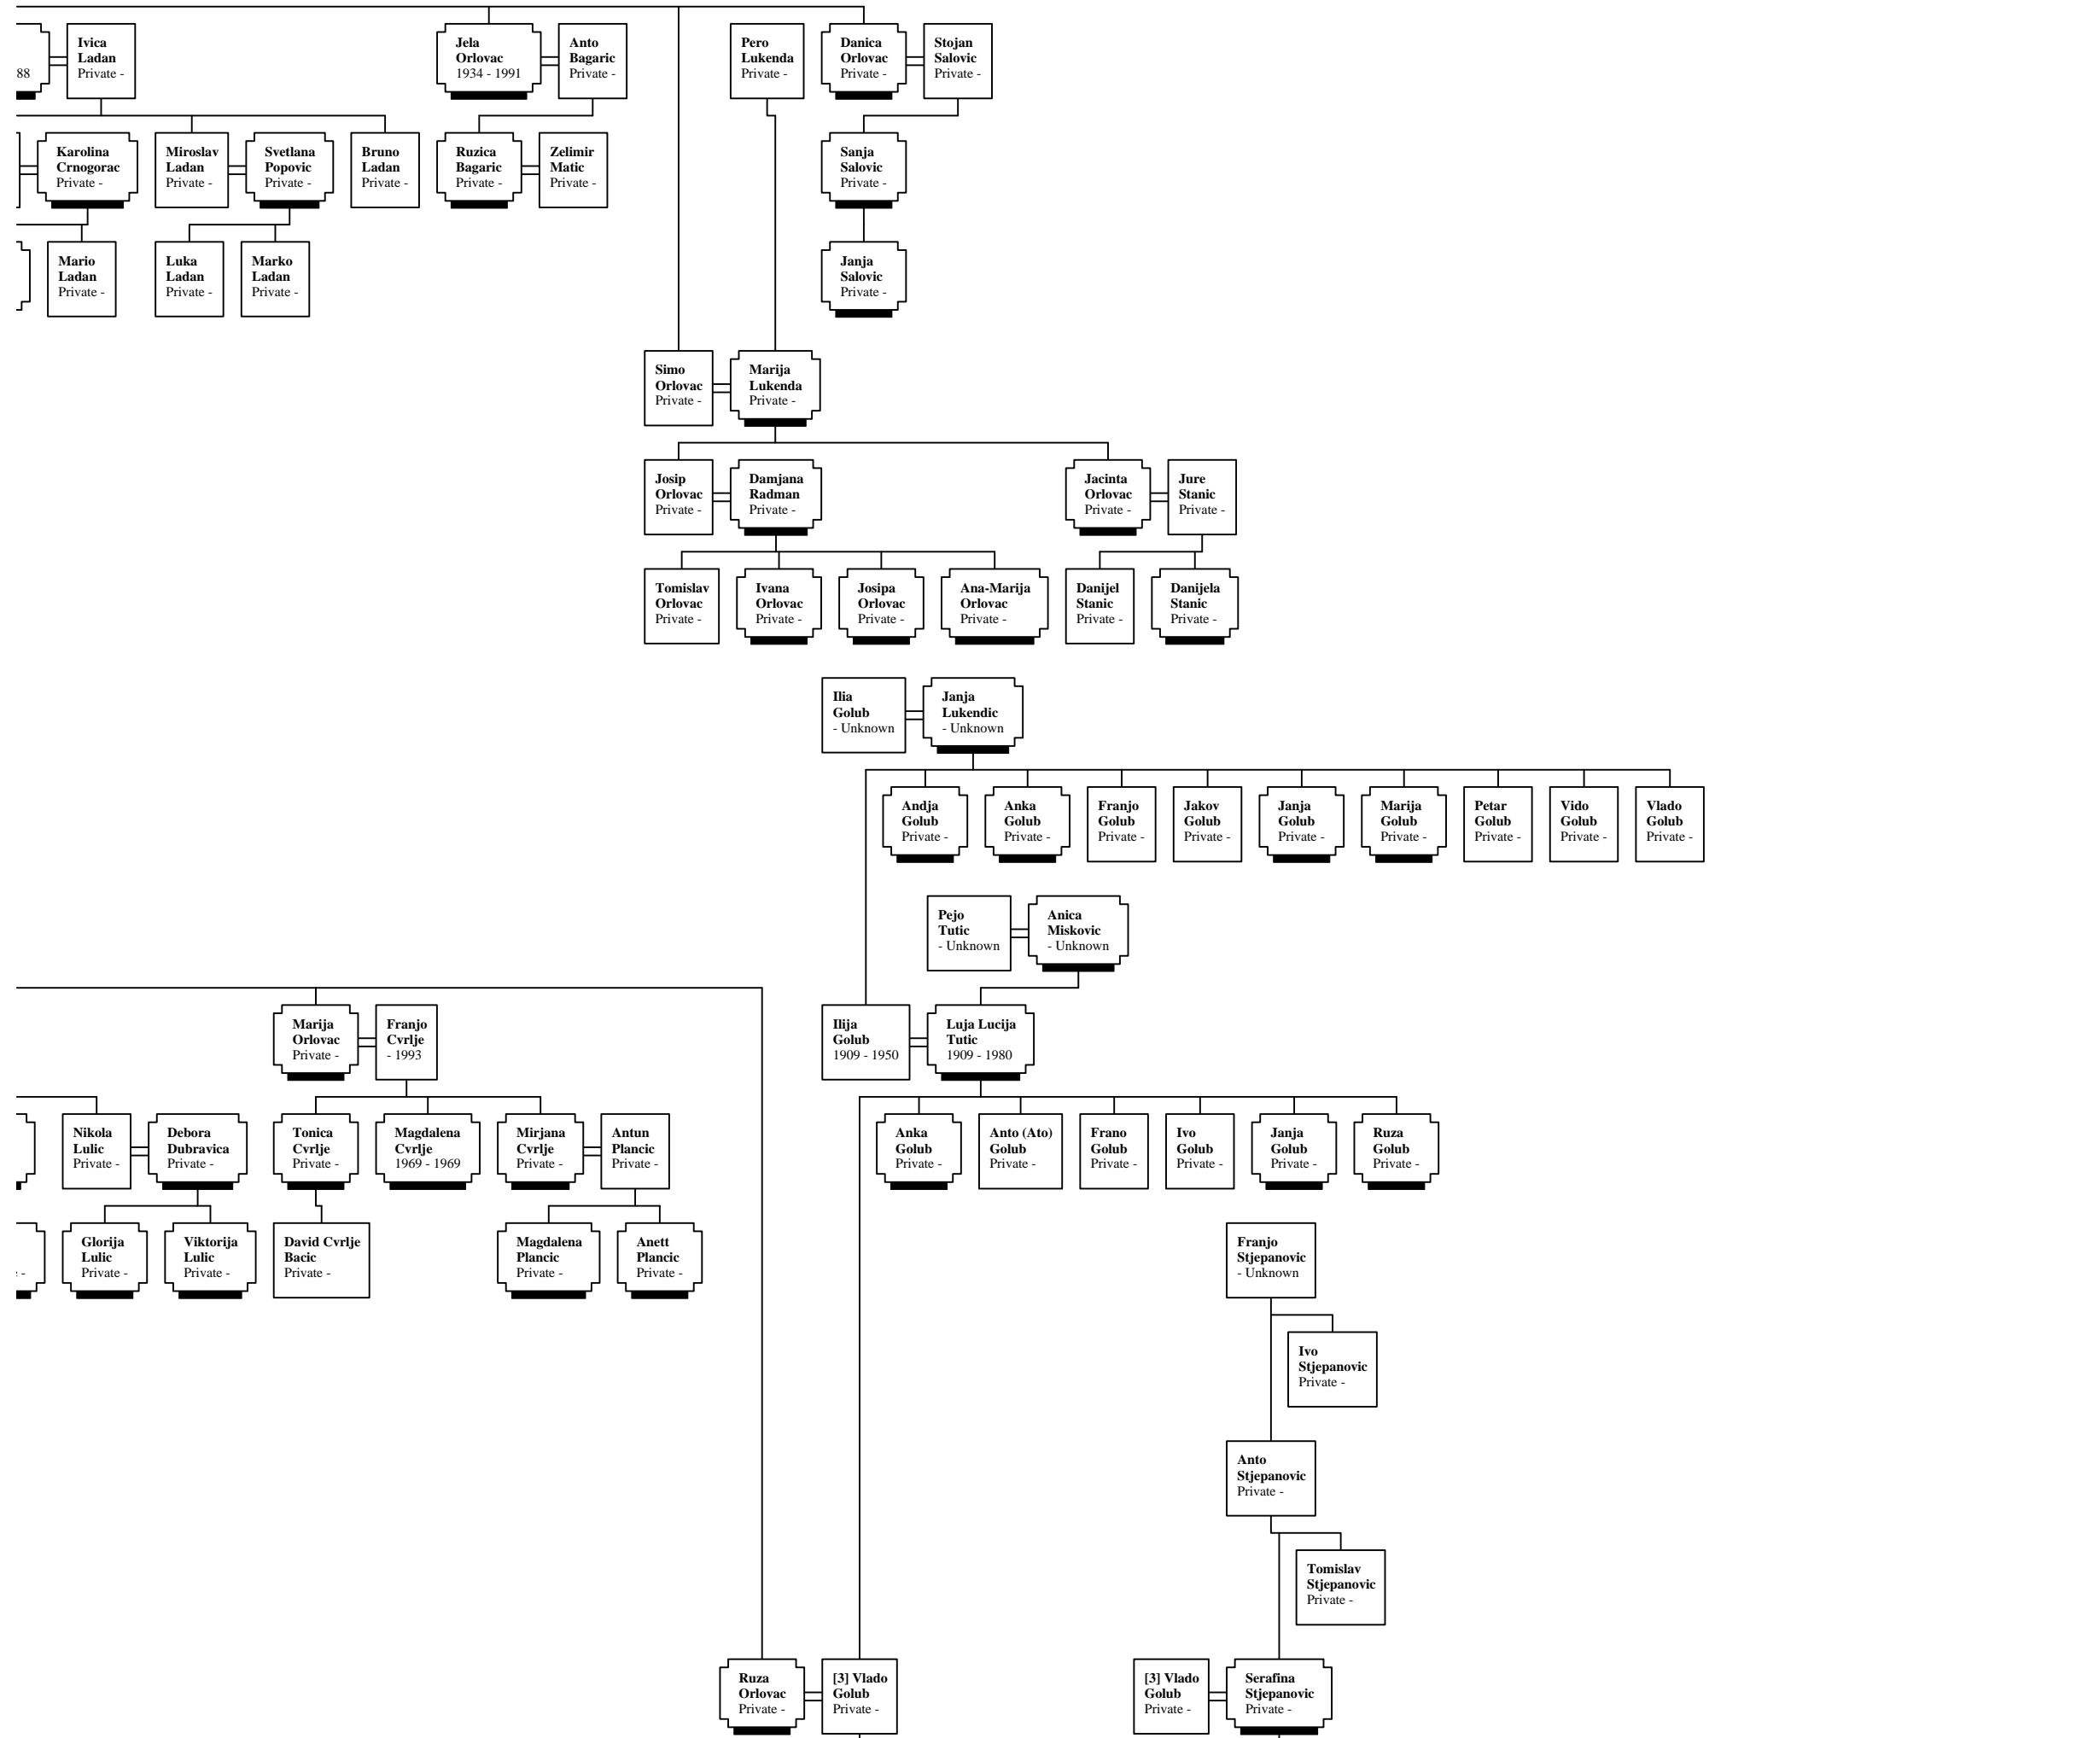 88
Ivica
Ladan
Private -
Jela
Orlovac
1934 - 1991
Anto
Bagaric
Private -
Pero
Lukenda
Private -
Danica
Orlovac
Private -
Stojan
Salovic
Private -
Karolina
Crnogorac
Private -
Miroslav
Ladan
Private -
Svetlana
Popovic
Private -
Bruno
Ladan
Private -
Ruzica
Bagaric
Private -
Zelimir
Matic
Private -
Sanja
Salovic
Private -
Mario
Ladan
Private -
Luka
Ladan
Private -
Marko
Ladan
Private -
Janja
Salovic
Private -
Simo
Orlovac
Private -
Marija
Lukenda
Private -
Josip
Orlovac
Private -
Damjana
Radman
Private -
Jacinta
Orlovac
Private -
Jure
Stanic
Private -
Tomislav
Orlovac
Private -
Ivana
Orlovac
Private -
Josipa
Orlovac
Private -
Ana-Marija
Orlovac
Private -
Danijel
Stanic
Private -
Danijela
Stanic
Private -
Ilia
Golub
- Unknown
Janja
Lukendic
- Unknown
Andja
Golub
Private -
Anka
Golub
Private -
Franjo
Golub
Private -
Jakov
Golub
Private -
Janja
Golub
Private -
Marija
Golub
Private -
Petar
Golub
Private -
Vido
Golub
Private -
Vlado
Golub
Private -
Pejo
Tutic
- Unknown
Anica
Miskovic
- Unknown
Marija
Orlovac
Private -
Franjo
Cvrlje
- 1993
Ilija
Golub
1909 - 1950
Luja Lucija
Tutic
1909 - 1980
Nikola
Lulic
Private -
Debora
Dubravica
Private -
Tonica
Cvrlje
Private -
Magdalena
Cvrlje
1969 - 1969
Mirjana
Cvrlje
Private -
Antun
Plancic
Private -
Anka
Golub
Private -
Anto (Ato)
Golub
Private -
Frano
Golub
Private -
Ivo
Golub
Private -
Janja
Golub
Private -
Ruza
Golub
Private -
-
Glorija
Lulic
Private -
Viktorija
Lulic
Private -
David Cvrlje
Bacic
Private -
Magdalena
Plancic
Private -
Anett
Plancic
Private -
Franjo
Stjepanovic
- Unknown
Ivo
Stjepanovic
Private -
Anto
Stjepanovic
Private -
Tomislav
Stjepanovic
Private -
Ruza
Orlovac
Private -
[3] Vlado
Golub
Private -
[3] Vlado
Golub
Private -
Serafina
Stjepanovic
Private -